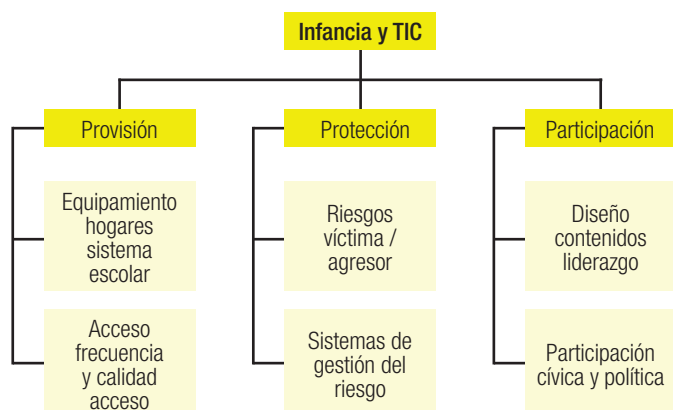 Infancia y TIC
Provisión
Protección
Participación
Equipamiento
hogares
sistema
escolar
Riesgos
víctima /
agresor
Diseño
contenidos
liderazgo
Acceso
frecuencia
y calidad
acceso
Sistemas de
gestión del
riesgo
Participación
cívica y política